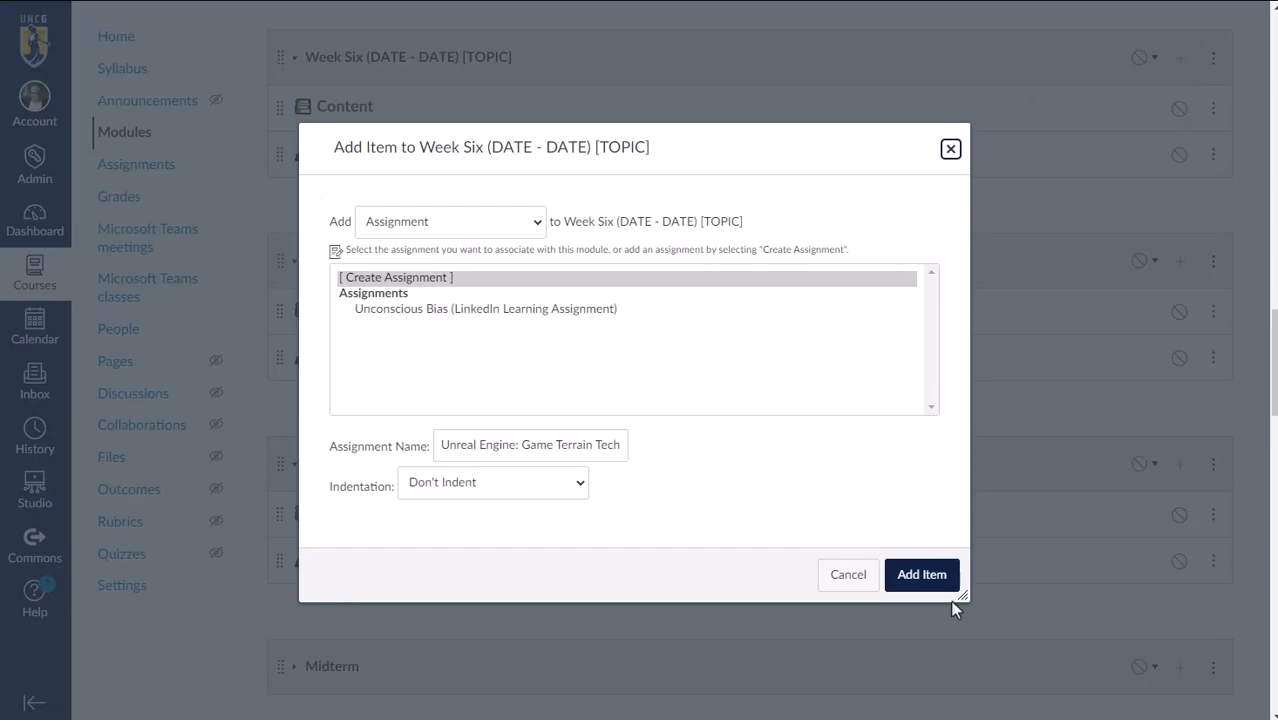 UNCG
Account
Admin
Dashboard
Courses
Calendar
Inbox
History
Studio
Commons
Help
Home
Syllabus
Announcements
Modules
Assignments
Grades
Microsoft Teams
meetings
Microsoft Teams
classes
People
Pages
Discussions
Collaborations
Files
Outcomes
Rubrics
Quizzes
Settings
Week Six (DATE - DATE) [TOPIC]
Content
Add Item to Week Six (DATE - DATE) [TOPIC]
Add Assignment to Week Six (DATE - DATE) [TOPIC]
Select the assignment you want to associate with this module, or add an assignment by selecting "Create Assignment".
[ Create Assignment ]
Assignments
Unconscious Bias (LinkedIn Learning Assignment)
Assignment Name: Unreal Engine: Game Terrain Tech
Indentation: Don't Indent
Cancel Add Item
Midterm